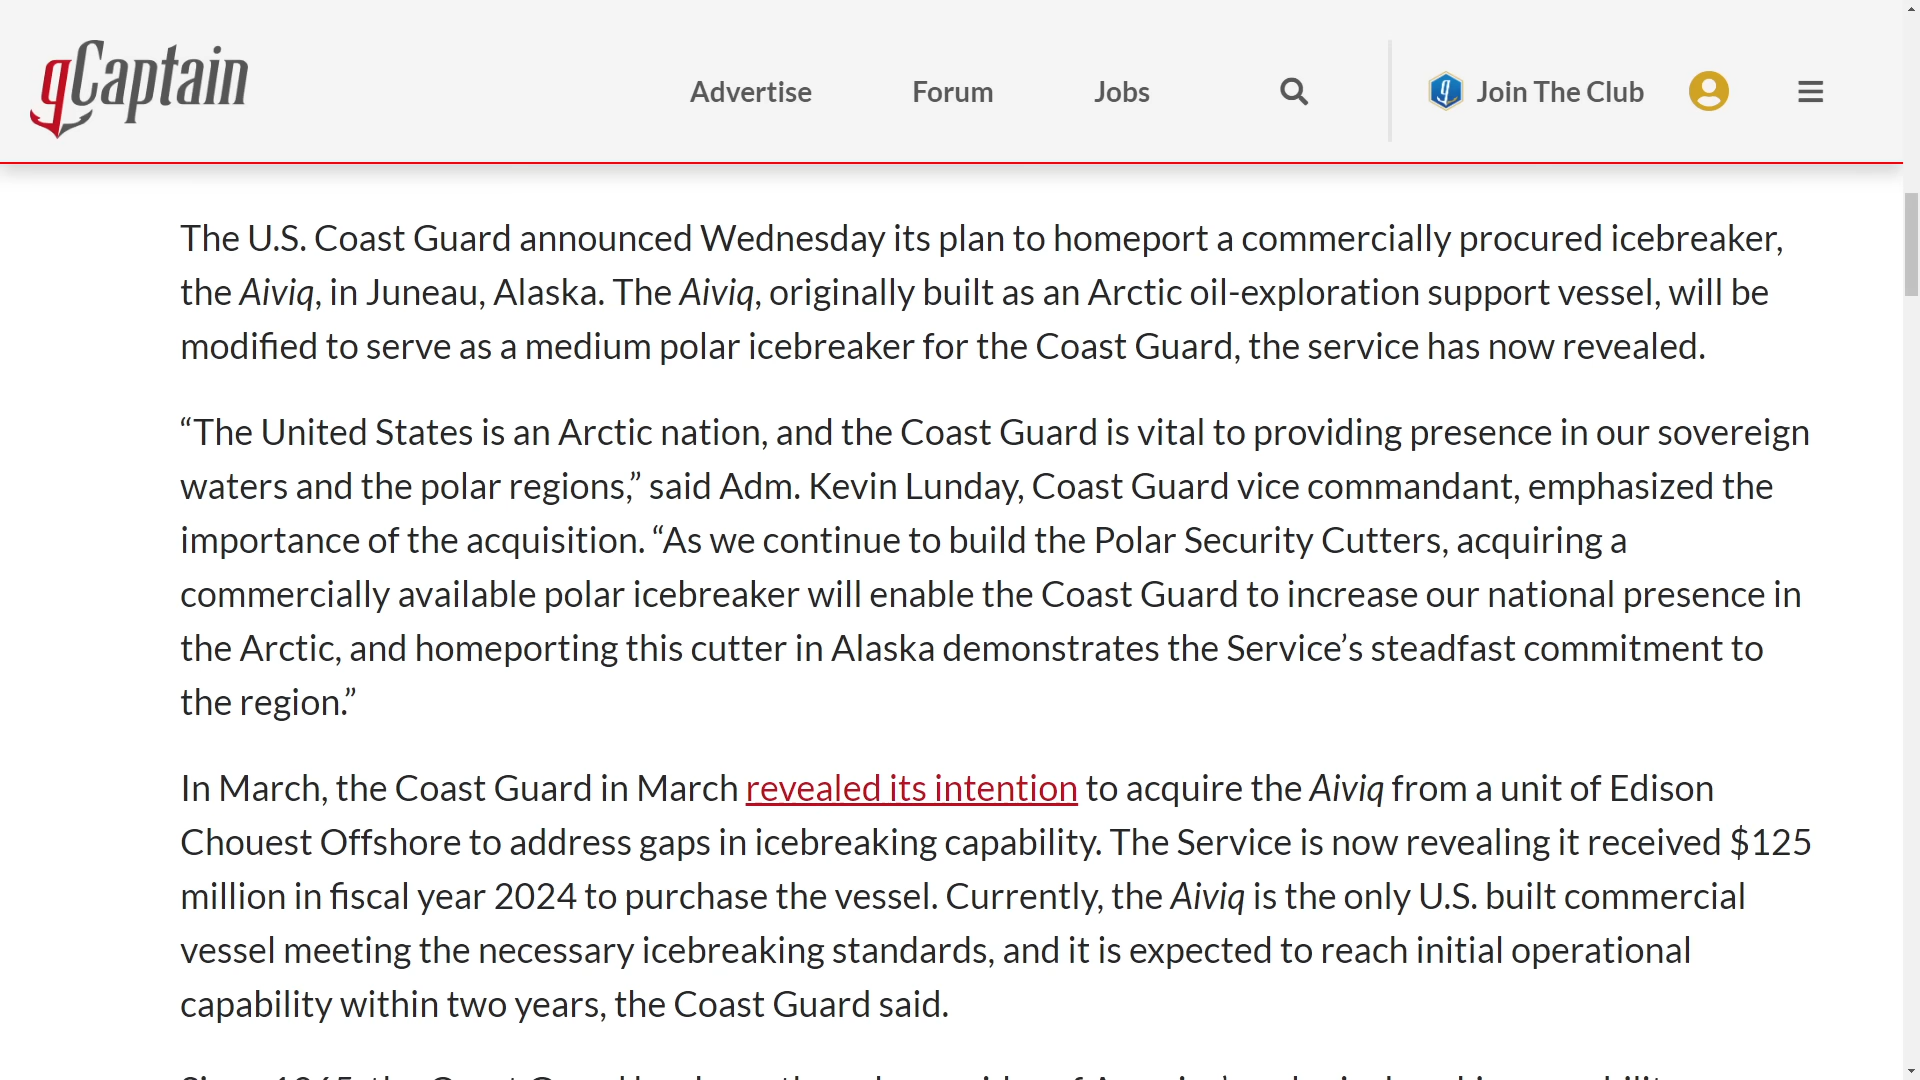 gCaptain
Advertise
Forum
Jobs
Join The Club
The U.S. Coast Guard announced Wednesday its plan to homeport a commercially procured icebreaker,
the Aiviq, in Juneau, Alaska. The Aiviq, originally built as an Arctic oil-exploration support vessel, will be
modified to serve as a medium polar icebreaker for the Coast Guard, the service has now revealed.
“The United States is an Arctic nation, and the Coast Guard is vital to providing presence in our sovereign
waters and the polar regions,” said Adm. Kevin Lunday, Coast Guard vice commandant, emphasized the
importance of the acquisition. “As we continue to build the Polar Security Cutters, acquiring a
commercially available polar icebreaker will enable the Coast Guard to increase our national presence in
the Arctic, and homeporting this cutter in Alaska demonstrates the Service’s steadfast commitment to
the region.”
In March, the Coast Guard in March revealed its intention to acquire the Aiviq from a unit of Edison
Chouest Offshore to address gaps in icebreaking capability. The Service is now revealing it received $125
million in fiscal year 2024 to purchase the vessel. Currently, the Aiviq is the only U.S. built commercial
vessel meeting the necessary icebreaking standards, and it is expected to reach initial operational
capability within two years, the Coast Guard said.